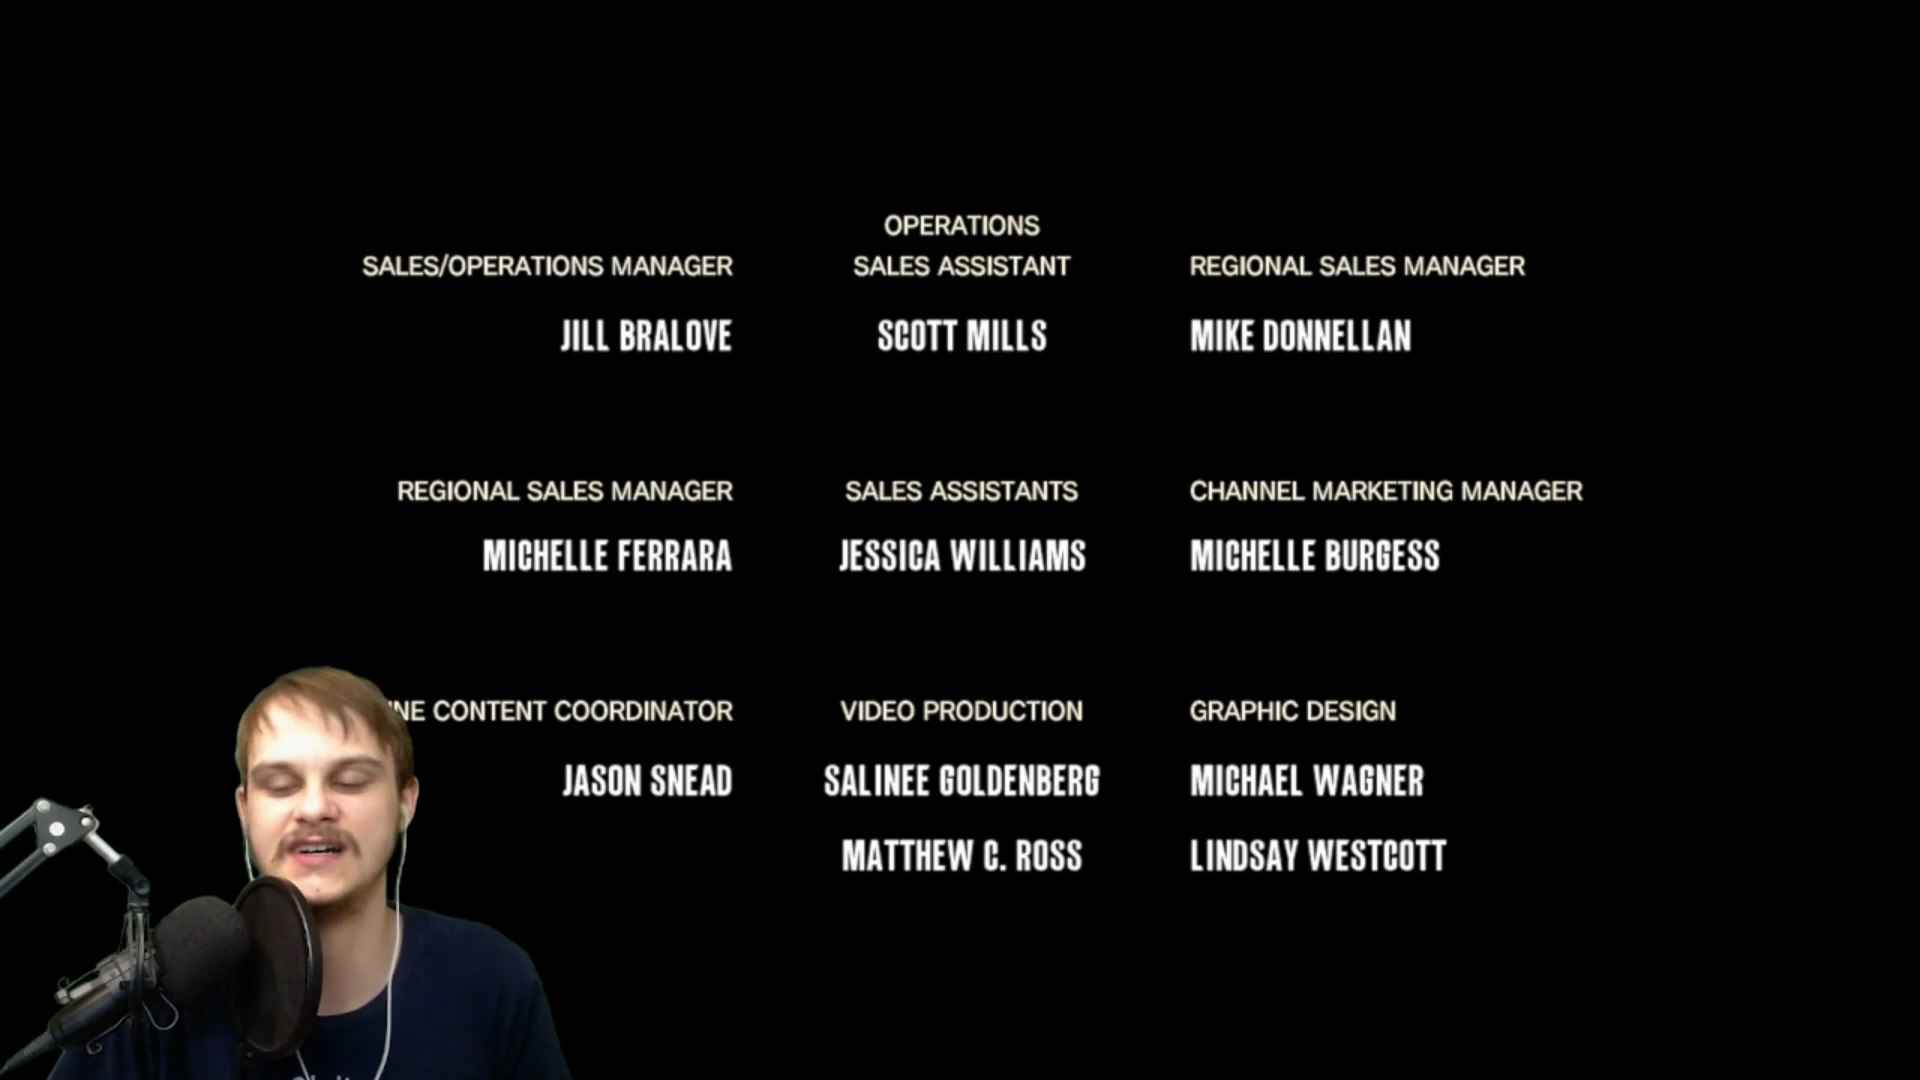 OPERATIONS
SALES/OPERATIONS MANAGER SALES ASSISTANT REGIONAL SALES MANAGER
JILL BRALOVE SCOTT MILLS MIKE DONNELLAN
REGIONAL SALES MANAGER SALES ASSISTANTS CHANNEL MARKETING MANAGER
MICHELLE FERRARA JESSICA WILLIAMS MICHELLE BURGESS
CONTENT COORDINATOR VIDEO PRODUCTION GRAPHIC DESIGN
JASON SNEAD SALINEE GOLDENBERG MICHAEL WAGNER
MATTHEW C. ROSS LINDSAY WESTCOTT